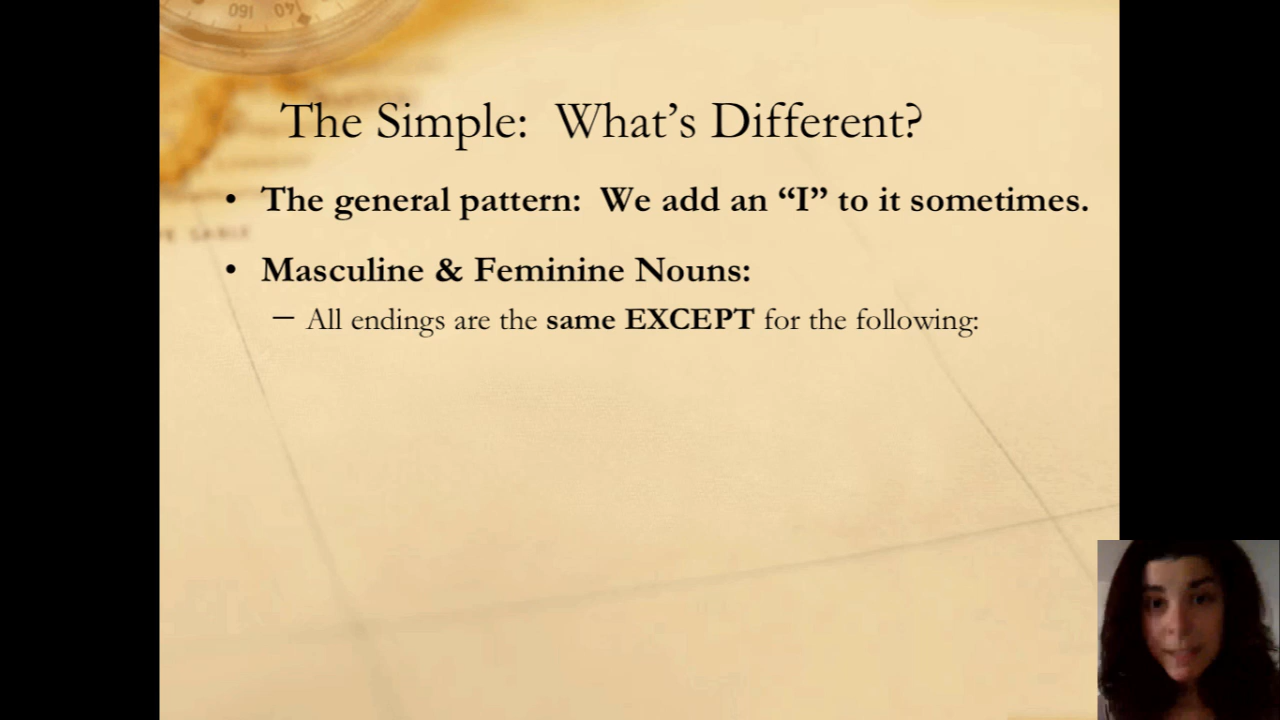 The Simple:  What's Different?
• The general pattern:  We add an “I” to it sometimes.
• Masculine & Feminine Nouns:
– All endings are the same EXCEPT for the following: